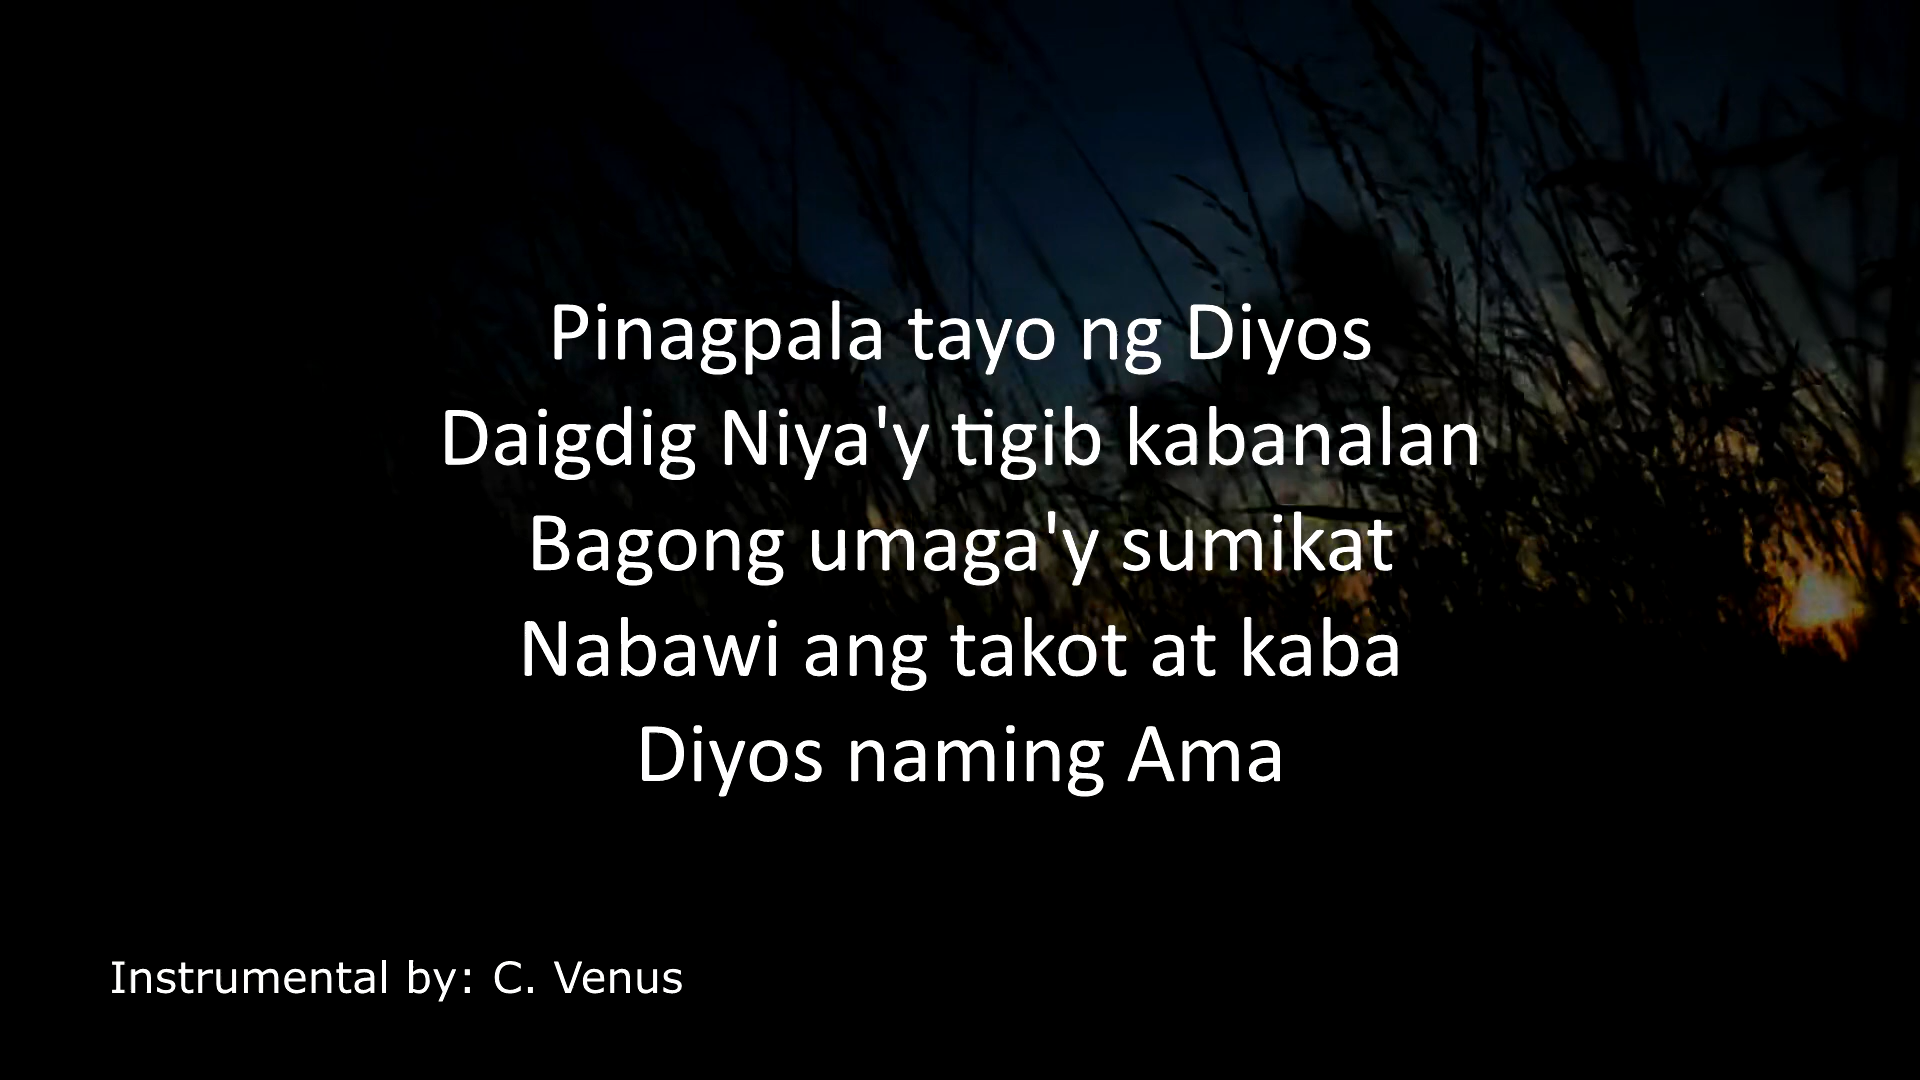 Pinagpala tayo ng Diyos
Daigdig Niya'y tigib kabanalan
Bagong umaga'y sumikat
Nabawi ang takot at kaba
Diyos naming Ama
Instrumental by: C. Venus